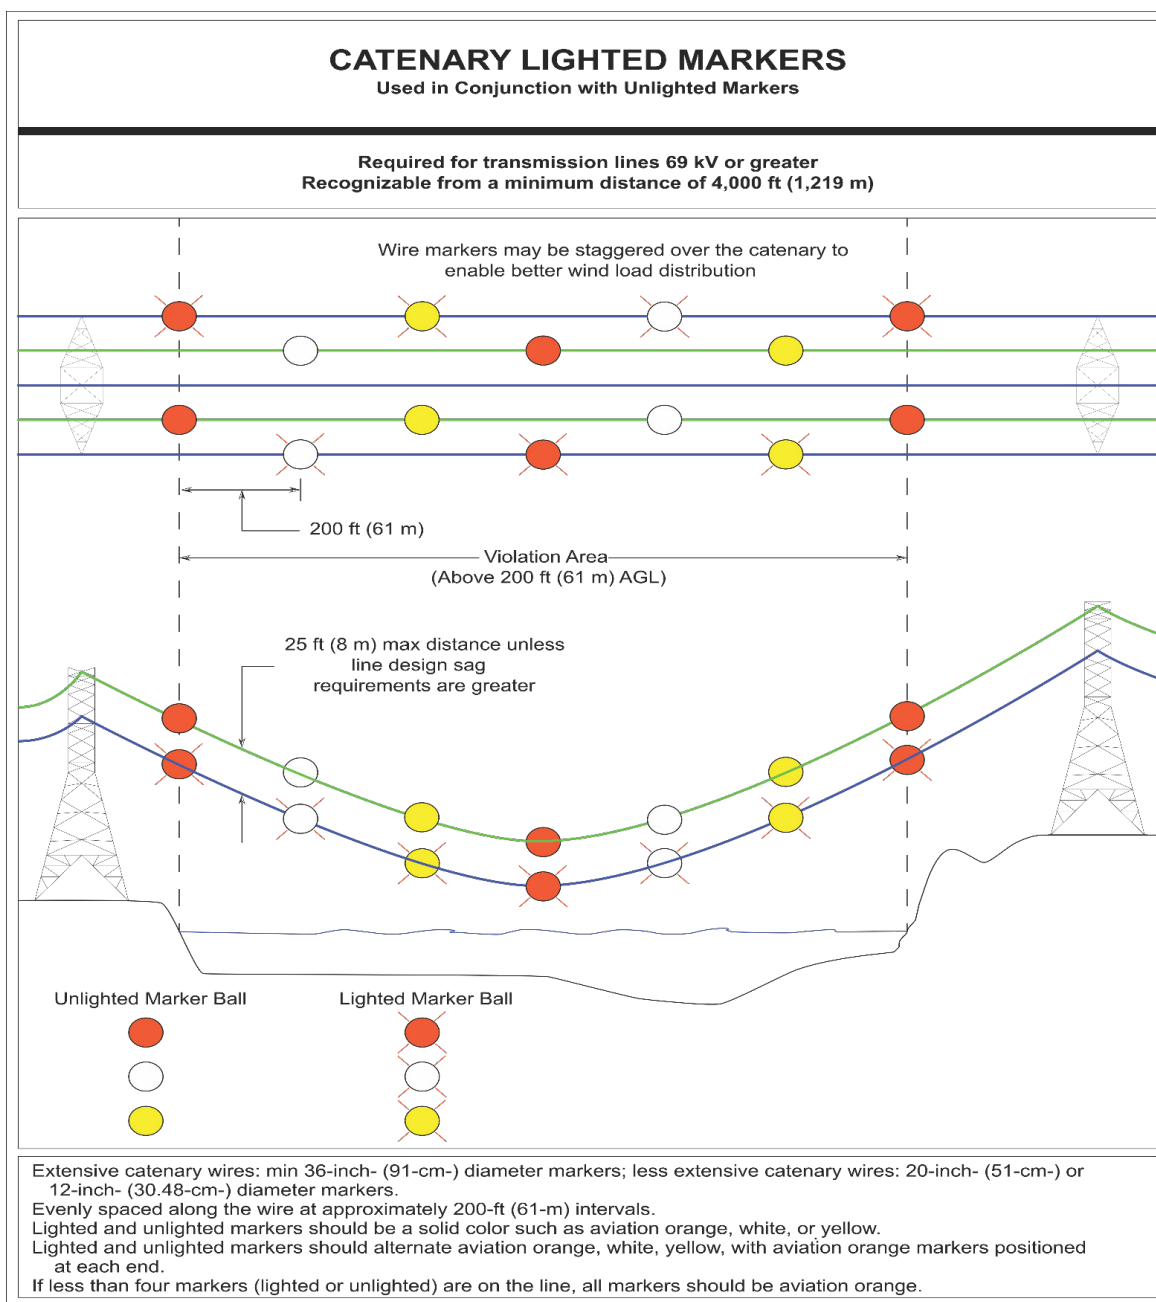 CATENARY LIGHTED MARKERS
Used in Conjunction with Unlighted Markers
Required for transmission lines 69 kV or greater
Recognizable from a minimum distance of 4,000 ft (1,219 m)
Wire markers may be staggered over the catenary to
enable better wind load distribution
200 ft (61 m)
Violation Area
(Above 200 ft (61 m) AGL)
25 ft (8 m) max distance unless
line design sag
requirements are greater
Unlighted Marker Ball
Lighted Marker Ball
Extensive catenary wires: min 36-inch- (91-cm-) diameter markers; less extensive catenary wires: 20-inch- (51-cm-) or
12-inch- (30.48-cm-) diameter markers.
Evenly spaced along the wire at approximately 200-ft (61-m) intervals.
Lighted and unlighted markers should be a solid color such as aviation orange, white, or yellow.
Lighted and unlighted markers should alternate aviation orange, white, yellow, with aviation orange markers positioned
at each end.
If less than four markers (lighted or unlighted) are on the line, all markers should be aviation orange.